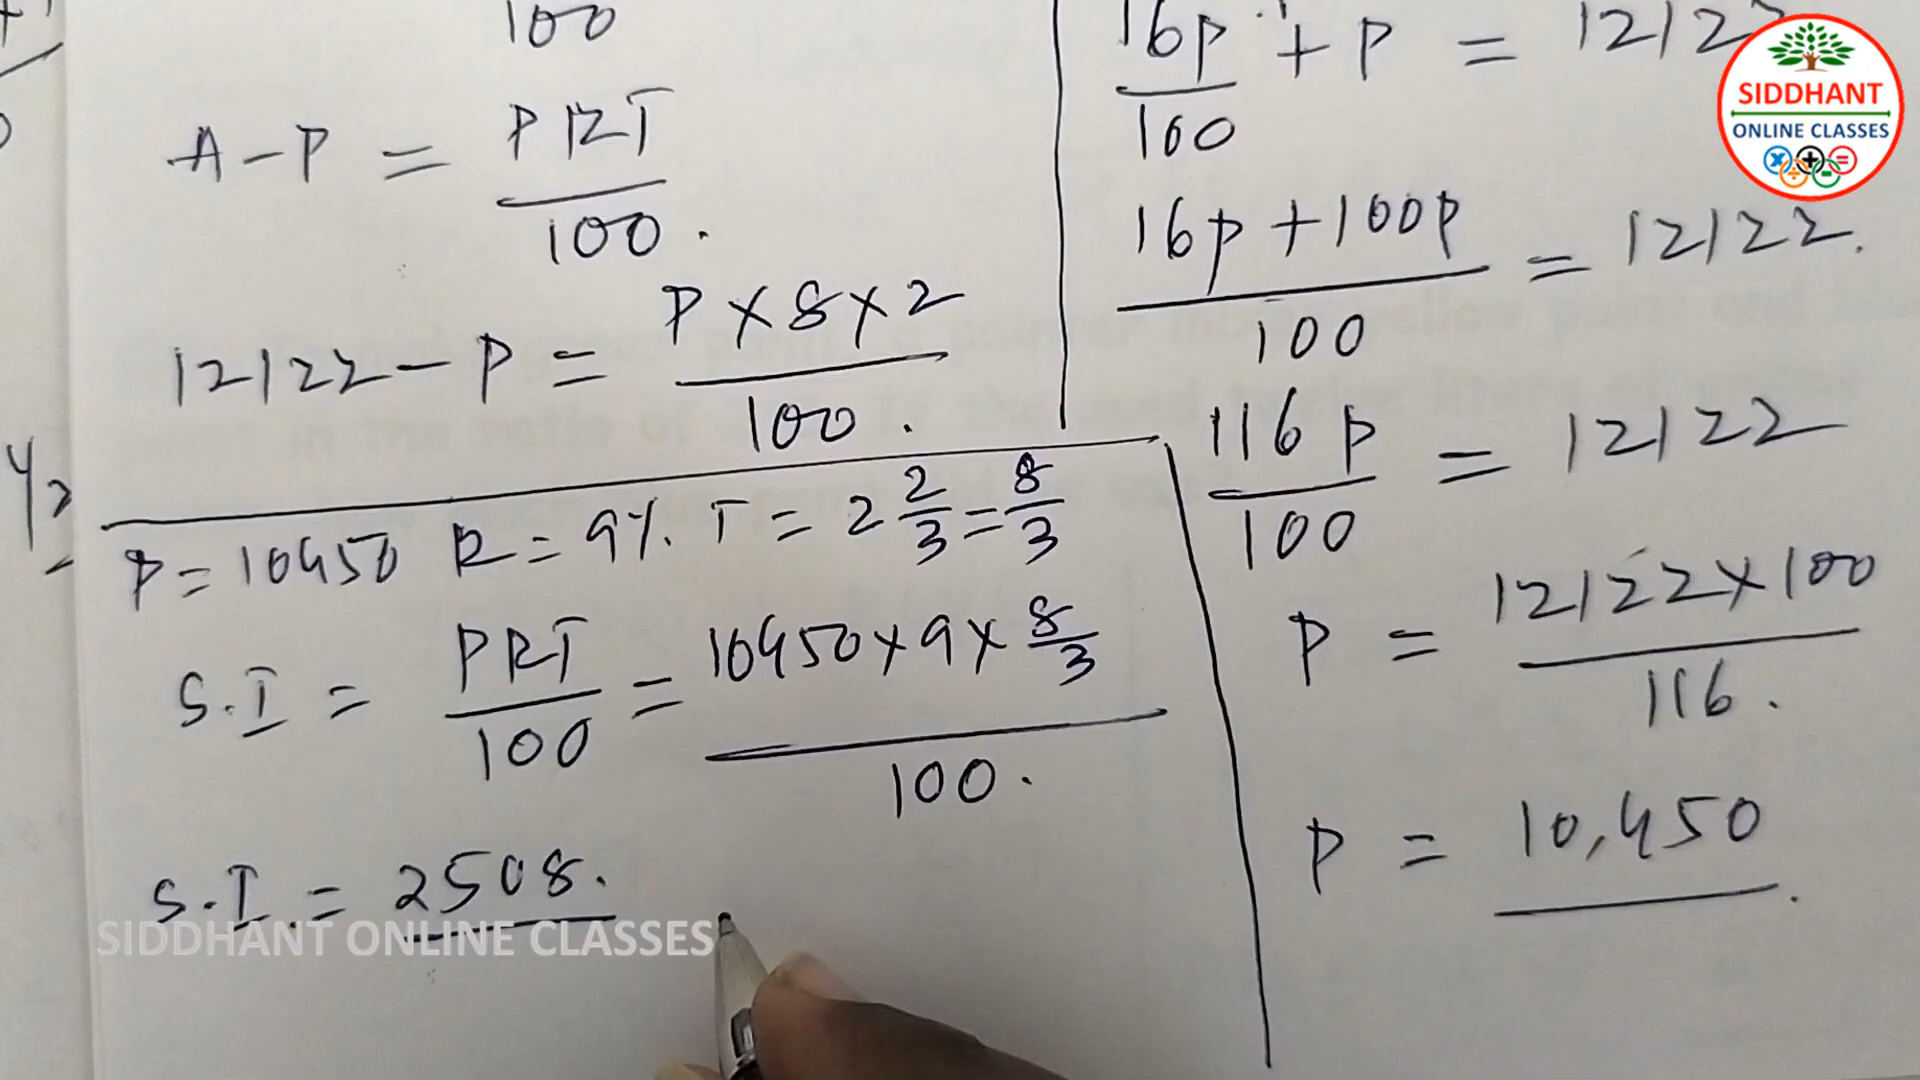 100
A - P = PRT
100.
12122 - P = P × 8 × 2
100.
P = 10450 R = 9%. T = 2 2/3 = 8/3
S.I = PRT/100 = 10450 × 9 × 8/3
100.
S.I = 2508.
SIDDHANT ONLINE CLASSES
16P/100 + P = 12122
16P + 100P/100 = 12122.
116 P/100 = 12122
P = 12122 × 100
116.
P = 10,450.
SIDDHANT
ONLINE CLASSES